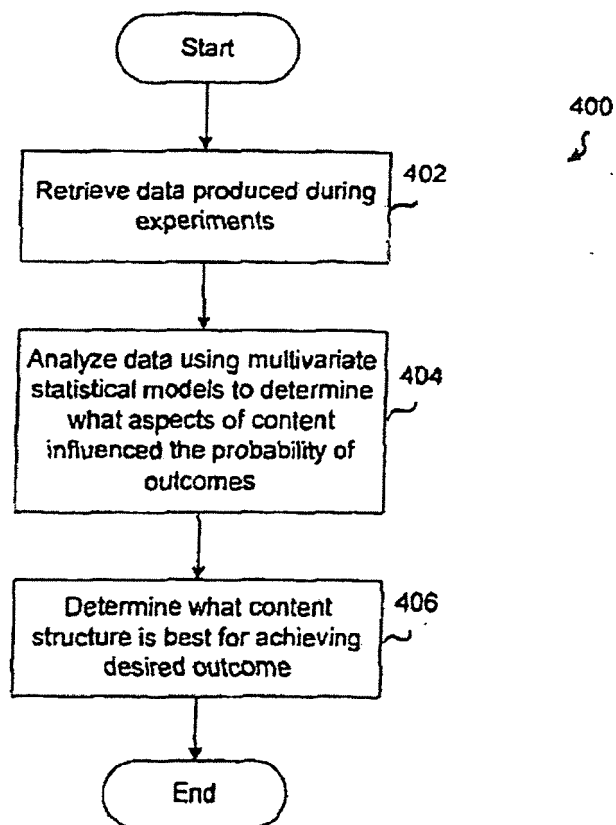 Start
400
Retrieve data produced during
experiments
402
Analyze data using multivariate
statistical models to determine
what aspects of content
influenced the probability of
outcomes
404
Determine what content
structure is best for achieving
desired outcome
406
End